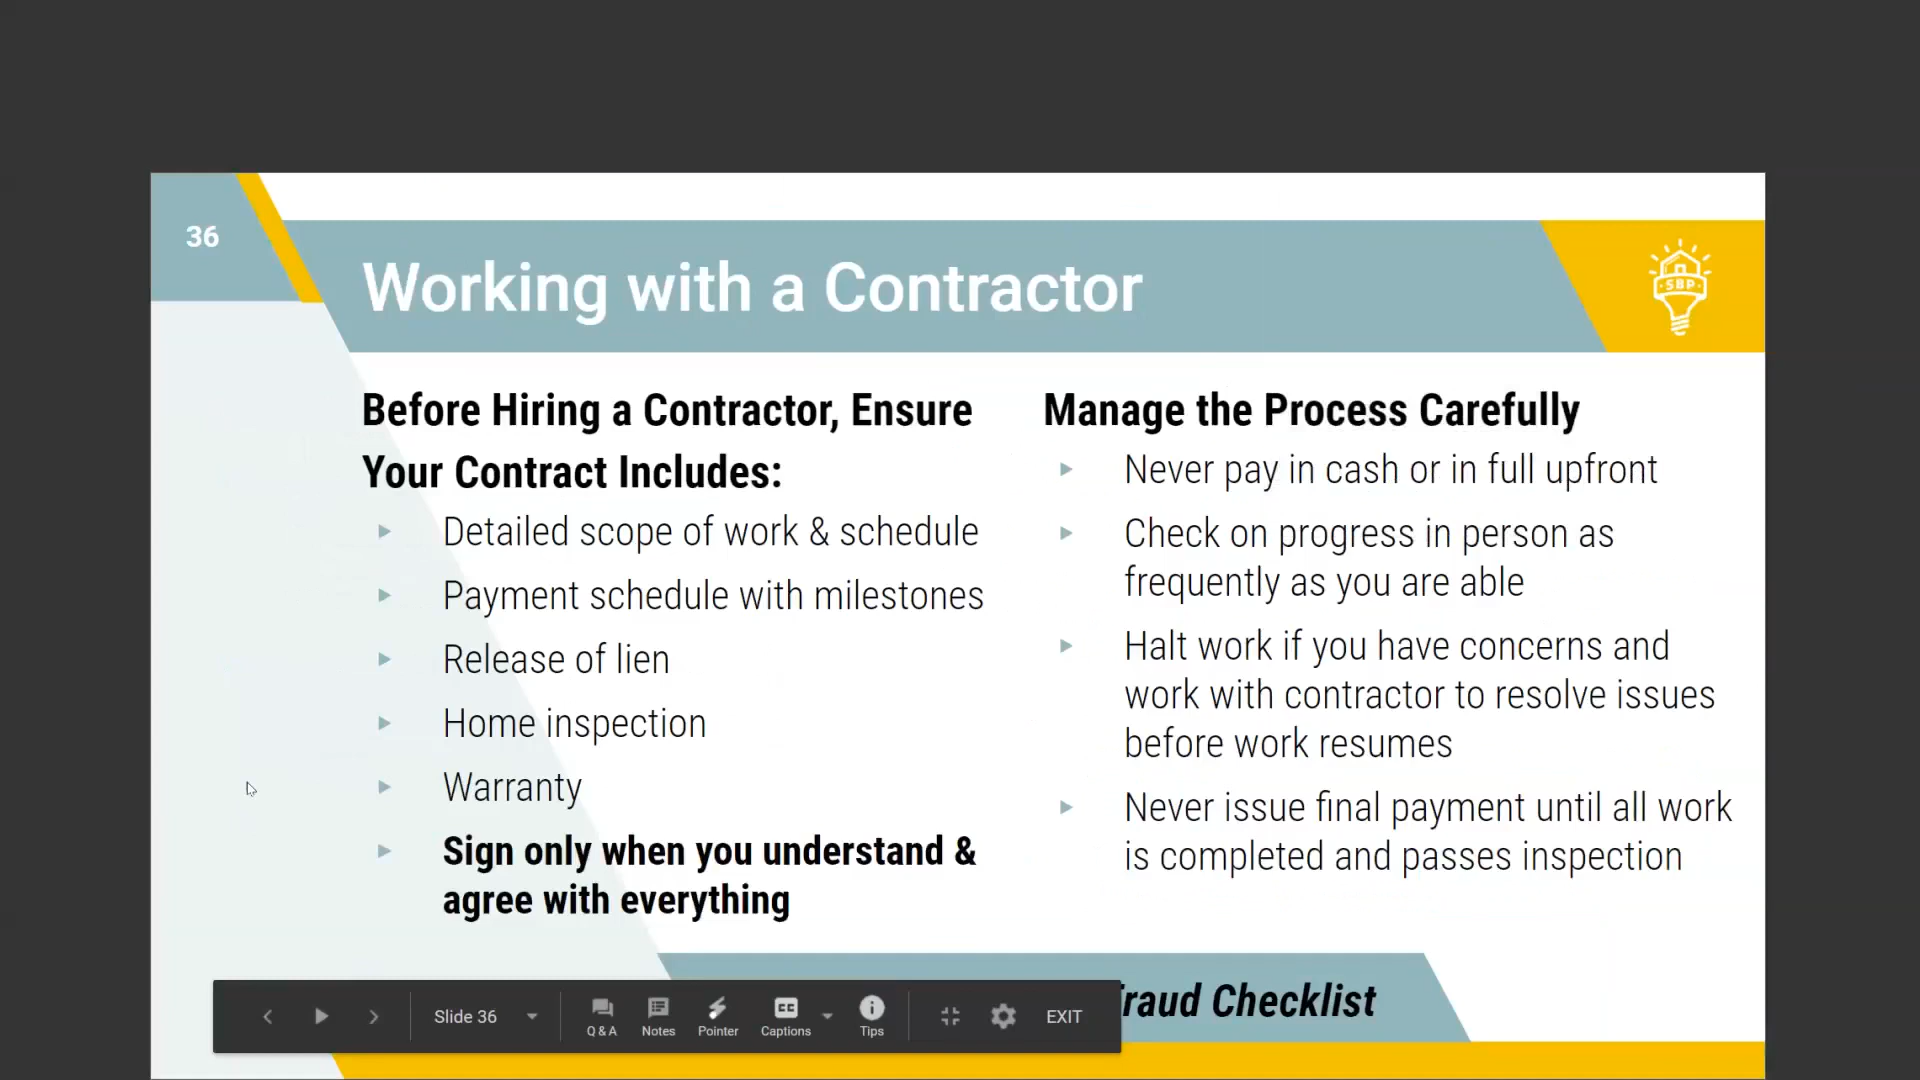 36
Working with a Contractor
SBP
Before Hiring a Contractor, Ensure
Your Contract Includes:
Detailed scope of work & schedule
Payment schedule with milestones
Release of lien
Home inspection
Warranty
Sign only when you understand &
agree with everything
Manage the Process Carefully
Never pay in cash or in full upfront
Check on progress in person as
frequently as you are able
Halt work if you have concerns and
work with contractor to resolve issues
before work resumes
Never issue final payment until all work
is completed and passes inspection
Checklist
Slide 36
Q & A
Notes
Pointer
CC
Captions
Tips
EXIT